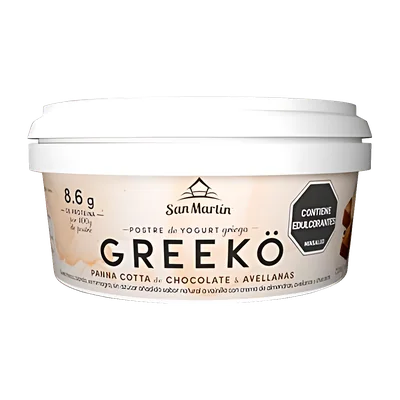 San Martín
8.6 g
DE PROTEÍNA
por 100g
de postre
POSTRE de YOGURT griego
GREEKÖ
PANNA COTTA de CHOCOLATE & AVELLANAS
CONTIENE
EDULCORANTES
MINSALUD